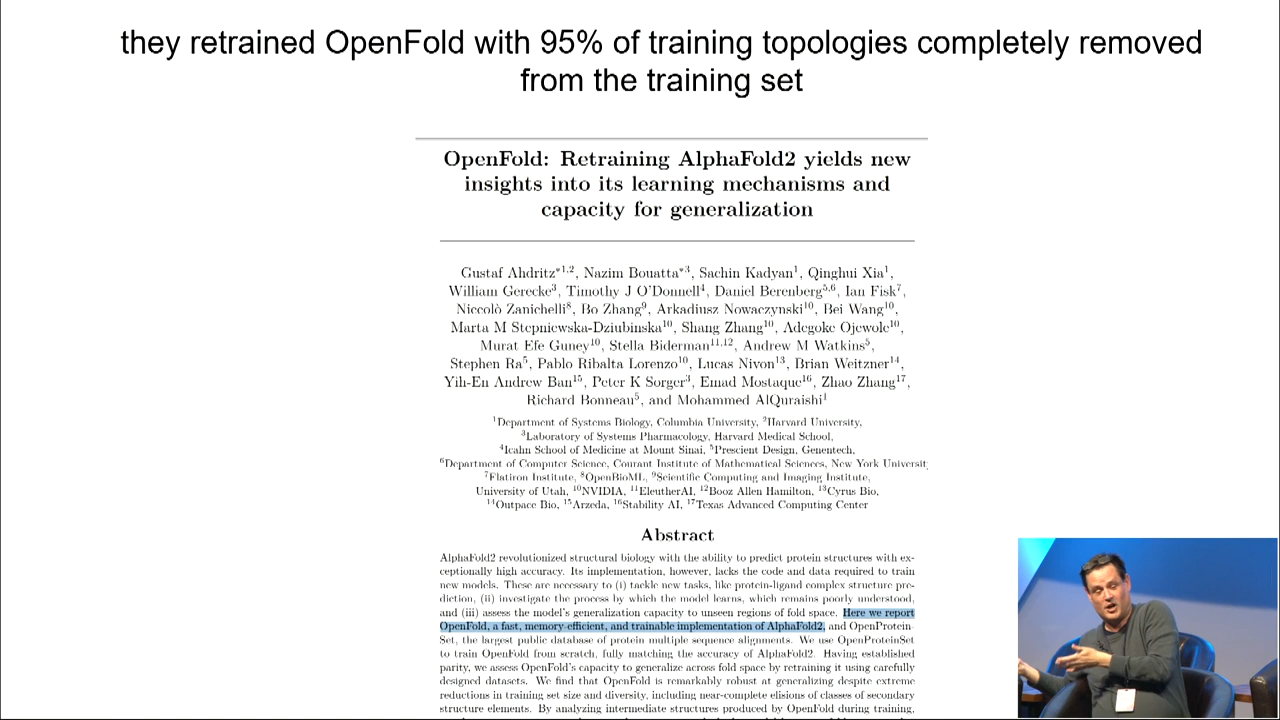 they retrained OpenFold with 95% of training topologies completely removed
from the training set
OpenFold: Retraining AlphaFold2 yields new
insights into its learning mechanisms and
capacity for generalization
Gustaf Ahdritz*1,2, Nazim Bouatta*3, Sachin Kadyan1, Qinghui Xia1,
William Gerecke3, Timothy J O'Donnell4, Daniel Berenberg5,6, Ian Fisk7,
Niccolò Zanichelli8, Bo Zhang9, Arkadiusz Nowaczynski10, Bei Wang10,
Marta M Stepniewska-Dziubinska10, Shang Zhang10, Adegoke Ojewole10,
Murat Efe Guney10, Stella Biderman11,12, Andrew M Watkins5,
Stephen Ra5, Pablo Ribalta Lorenzo10, Lucas Nivon13, Brian Weitzner14,
Yih-En Andrew Ban15, Peter K Sorger3, Emad Mostaque16, Zhao Zhang17,
Richard Bonneau5, and Mohammed AlQuraishi1
1Department of Systems Biology, Columbia University, 2Harvard University,
3Laboratory of Systems Pharmacology, Harvard Medical School,
4Icahn School of Medicine at Mount Sinai, 5Prescient Design, Genentech,
6Department of Computer Science, Courant Institute of Mathematical Sciences, New York Universit
7Flatiron Institute, 8OpenBioML, 9Scientific Computing and Imaging Institute,
University of Utah, 10NVIDIA, 11EleutherAI, 12Booz Allen Hamilton, 13Cyrus Bio,
14Outpace Bio, 15Arzeda, 16Stability AI, 17Texas Advanced Computing Center
Abstract
AlphaFold2 revolutionized structural biology with the ability to predict protein structures with ex-
ceptionally high accuracy. Its implementation, however, lacks the code and data required to train
new models. These are necessary to (i) tackle new tasks, like protein-ligand complex structure pre-
diction, (ii) investigate the process by which the model learns, which remains poorly understood,
and (iii) assess the model's generalization capacity to unseen regions of fold space. Here we report
OpenFold, a fast, memory-efficient, and trainable implementation of AlphaFold2, and OpenProtein-
Set, the largest public database of protein multiple sequence alignments. We use OpenProteinSet
to train OpenFold from scratch, fully matching the accuracy of AlphaFold2. Having established
parity, we assess OpenFold's capacity to generalize across fold space by retraining it using carefully
designed datasets. We find that OpenFold is remarkably robust at generalizing despite extreme
reductions in training set size and diversity, including near-complete elisions of classes of secondary
structure elements. By analyzing intermediate structures produced by OpenFold during training,